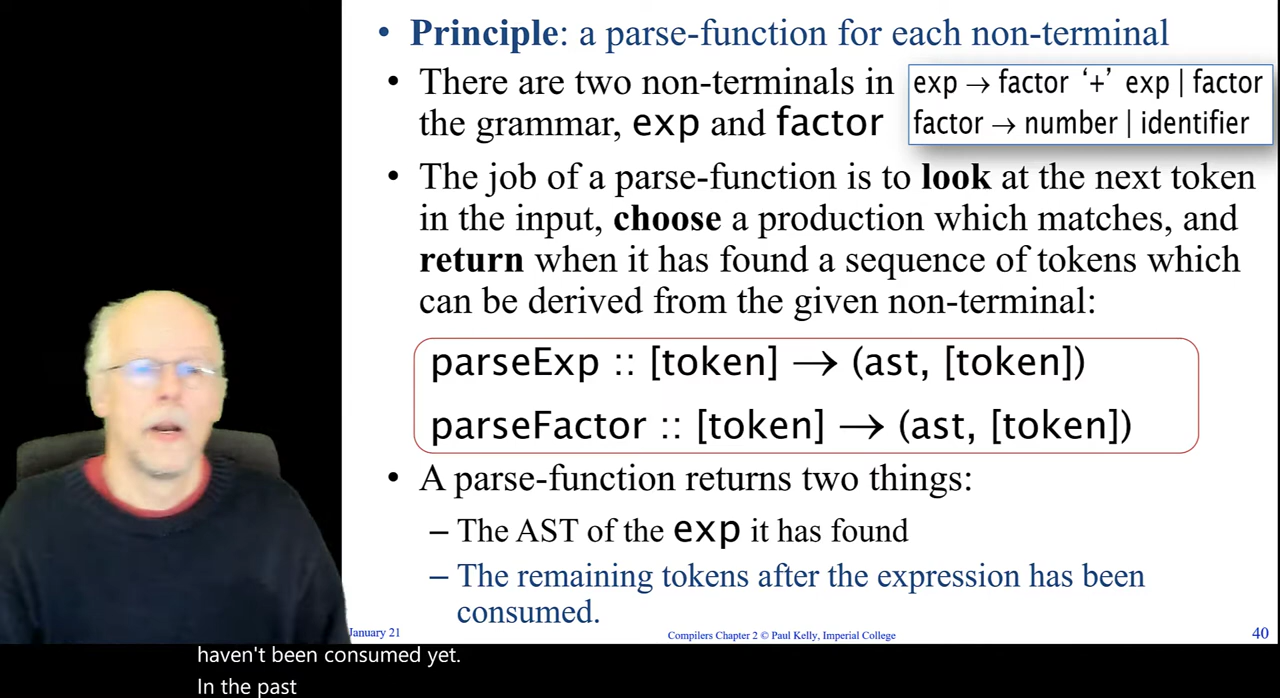 • Principle: a parse-function for each non-terminal
• There are two non-terminals in
the grammar, exp and factor
exp → factor ‘+’ exp | factor
factor → number | identifier
• The job of a parse-function is to look at the next token
in the input, choose a production which matches, and
return when it has found a sequence of tokens which
can be derived from the given non-terminal:
parseExp :: [token] → (ast, [token])
parseFactor :: [token] → (ast, [token])
• A parse-function returns two things:
– The AST of the exp it has found
– The remaining tokens after the expression has been
consumed.
January 21
Compilers Chapter 2 © Paul Kelly, Imperial College
40
haven't been consumed yet.
In the past